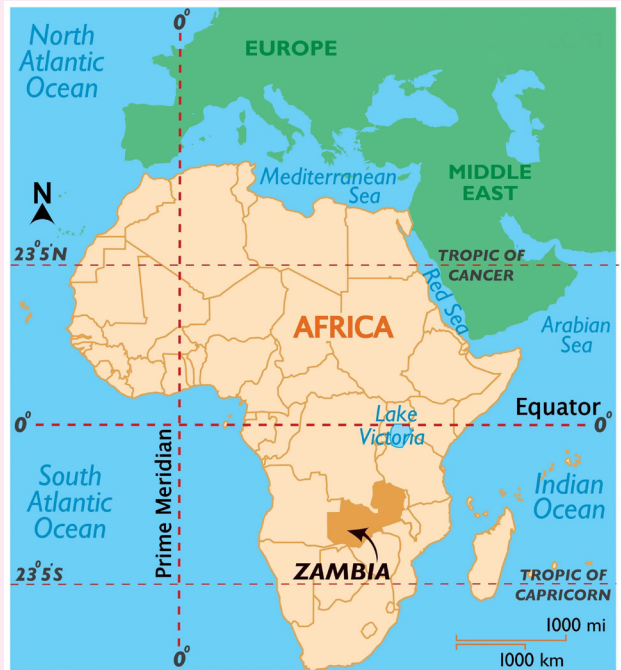 0°
North
Atlantic
Ocean
EUROPE
MIDDLE
EAST
Mediterranean
Sea
N
23°5'N
TROPIC OF
CANCER
Red Sea
AFRICA
Arabian
Sea
Lake
Victoria
Equator
0°
0°
Prime Meridian
South
Atlantic
Ocean
Indian
Ocean
ZAMBIA
23°5'S
TROPIC OF
CAPRICORN
1000 mi
1000 km
0°